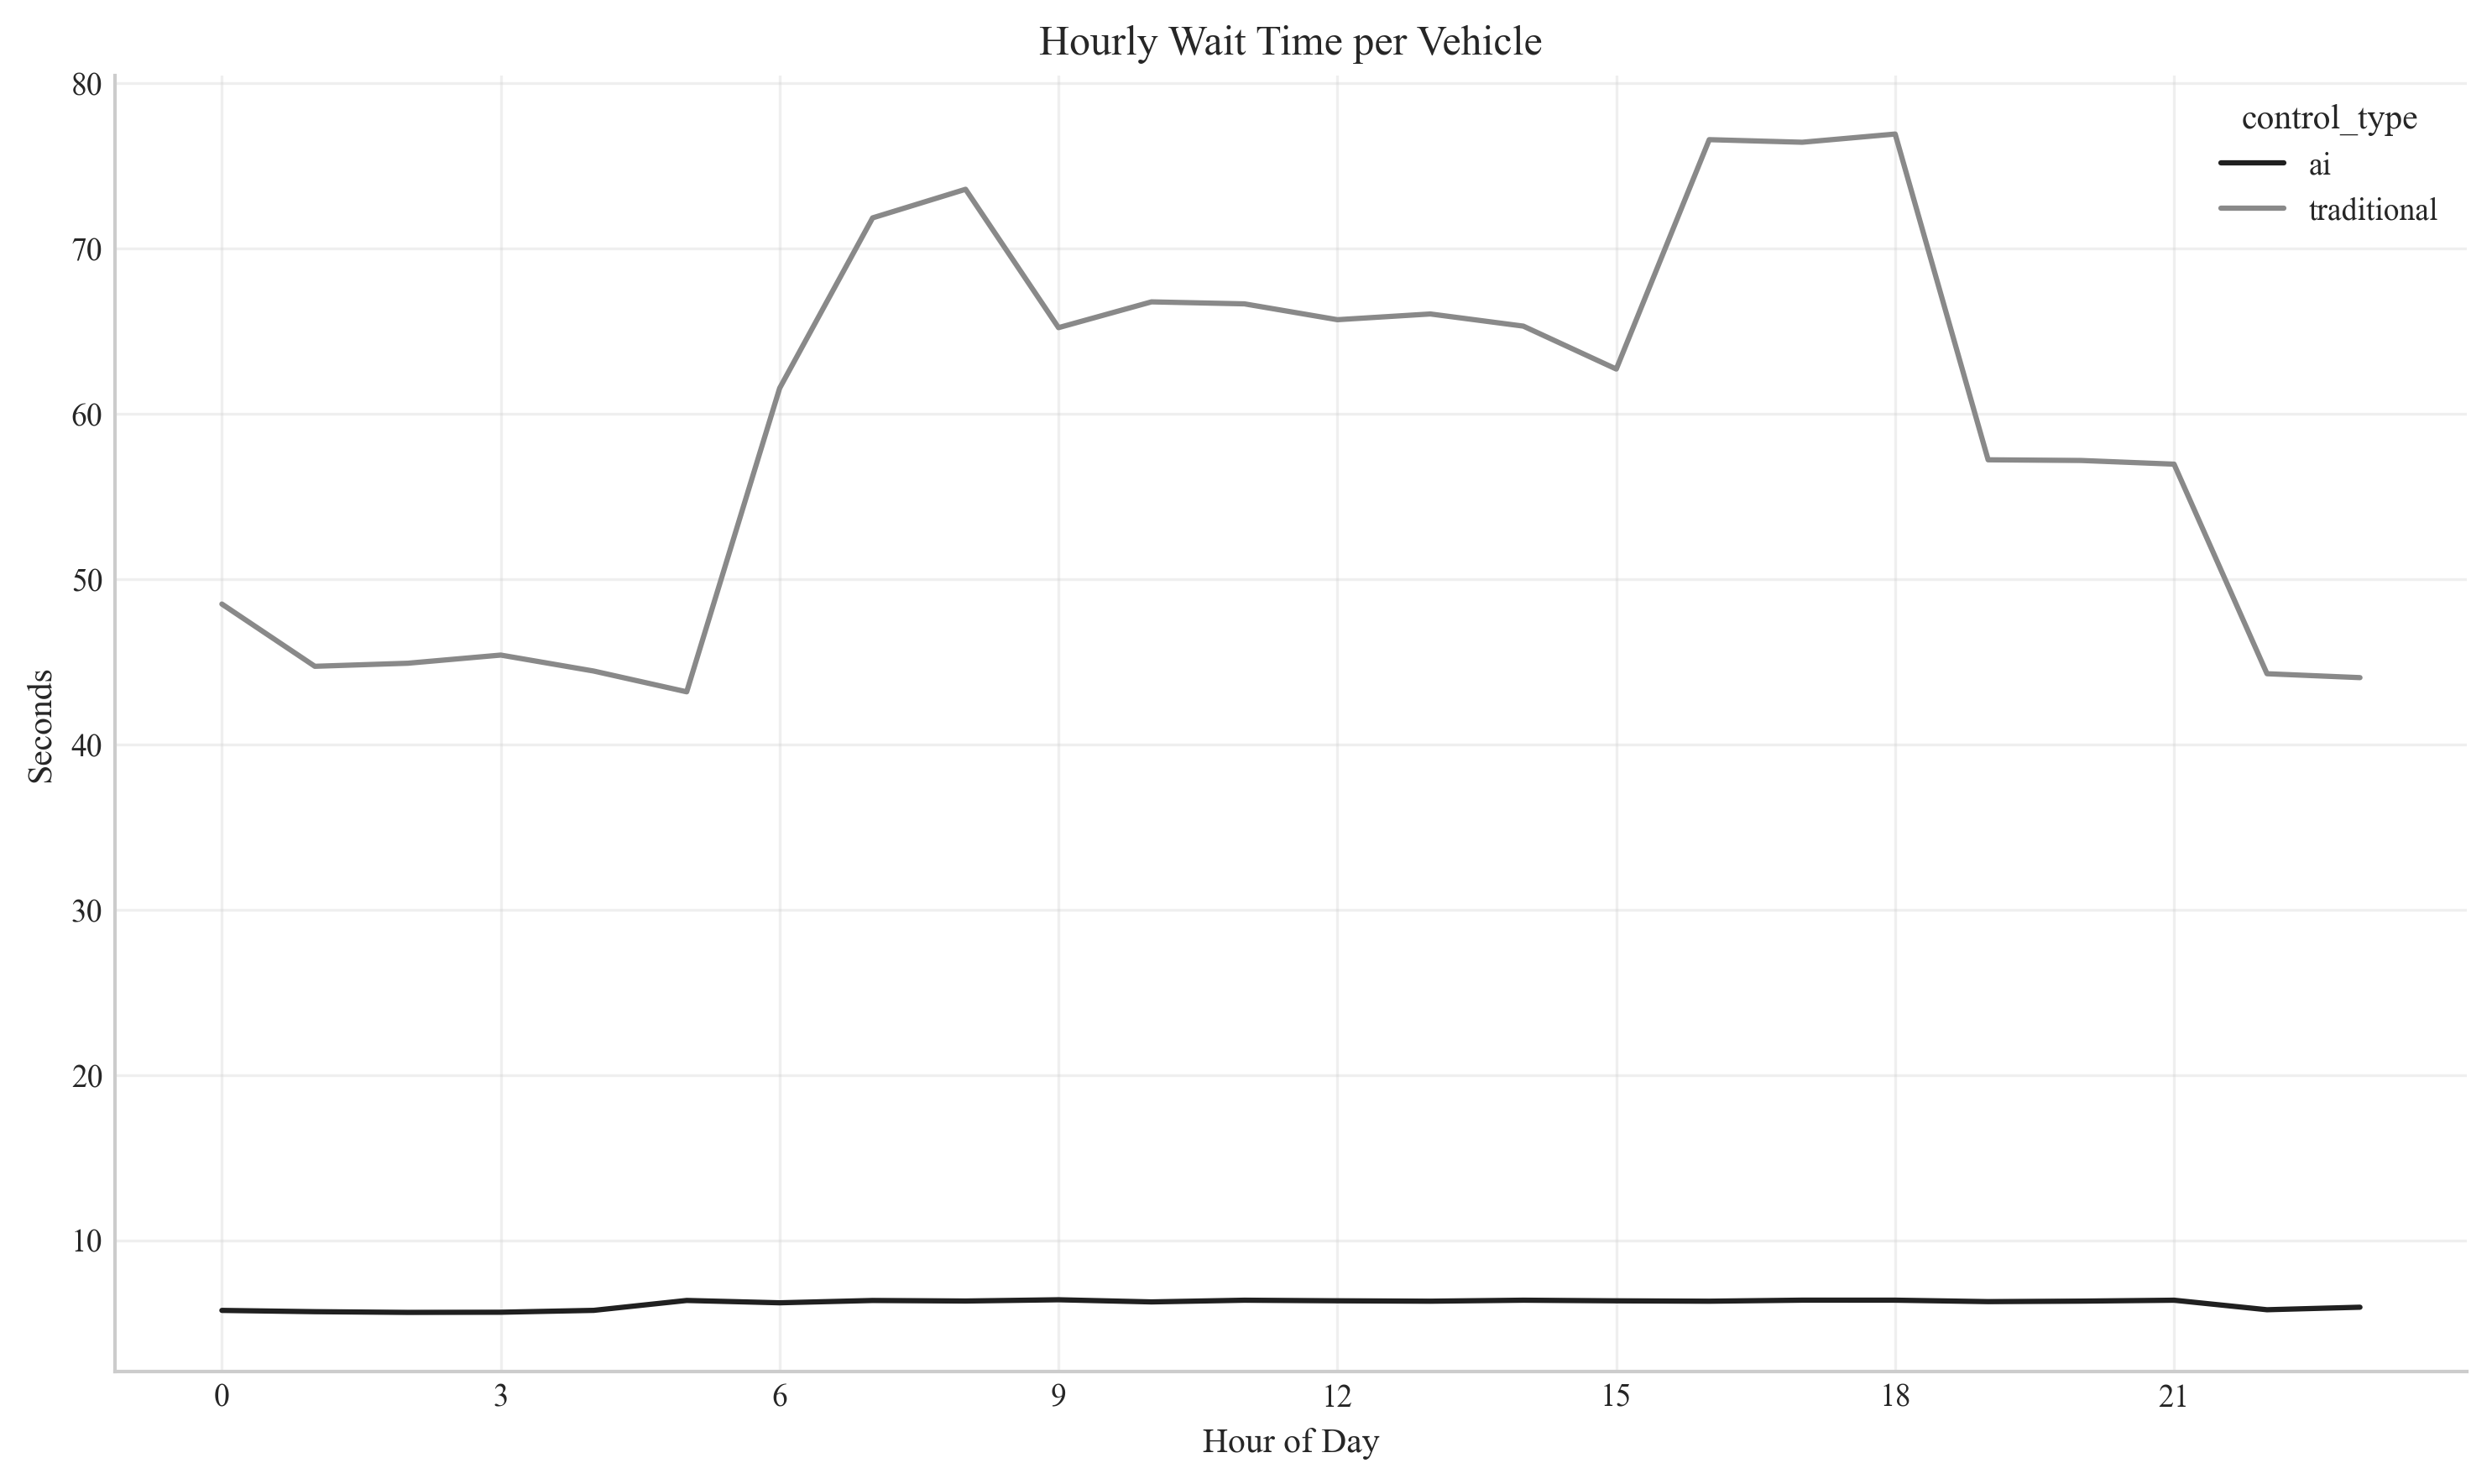 Hourly Wait Time per Vehicle
control_type
ai
traditional
Seconds
80
70
60
50
40
30
20
10
0 3 6 9 12 15 18 21
Hour of Day